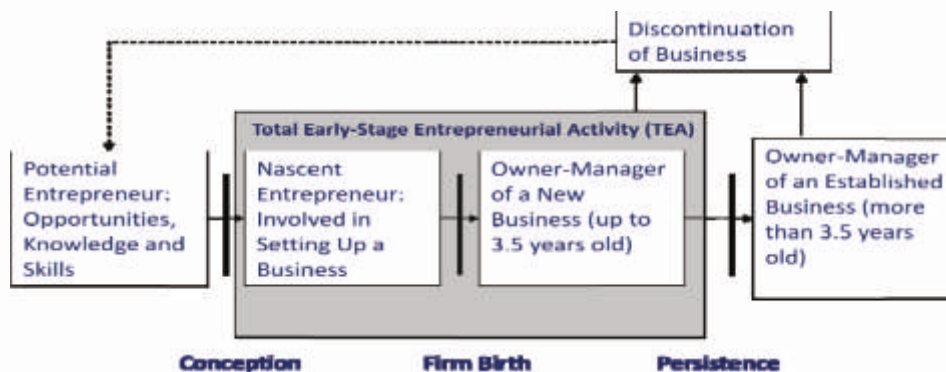 Discontinuation
of Business
Total Early-Stage Entrepreneurial Activity (TEA)
Potential
Entrepreneur:
Opportunities,
Knowledge and
Skills
Nascent
Entrepreneur:
Involved in
Setting Up a
Business
Owner-Manager
of a New
Business (up to
3.5 years old)
Owner-Manager
of an Established
Business (more
than 3.5 years
old)
Conception
Firm Birth
Persistence